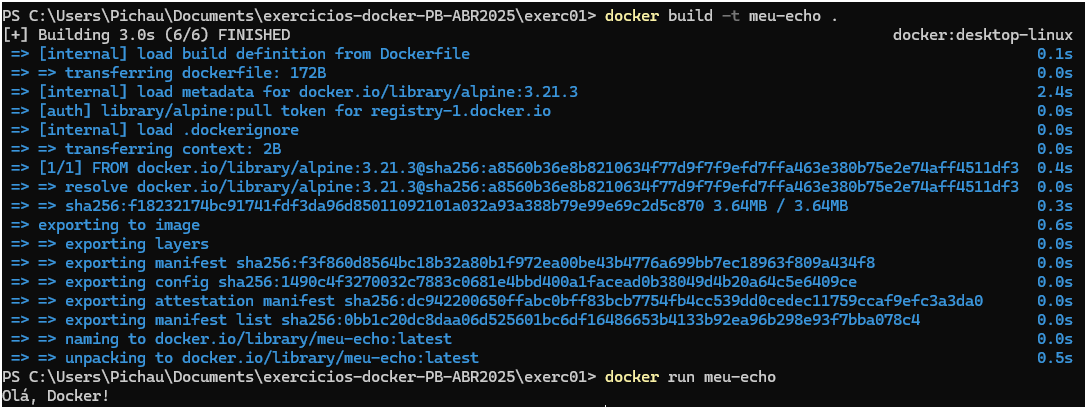 PS C:\Users\Pichau\Documents\exercicios-docker-PB-ABR2025\exerc01> docker build -t meu-echo .
[+] Building 3.0s (6/6) FINISHED docker:desktop-linux
=> [internal] load build definition from Dockerfile 0.1s
=> => transferring dockerfile: 172B 0.0s
=> [internal] load metadata for docker.io/library/alpine:3.21.3 2.4s
=> [auth] library/alpine:pull token for registry-1.docker.io 0.0s
=> [internal] load .dockerignore 0.0s
=> => transferring context: 2B 0.0s
=> [1/1] FROM docker.io/library/alpine:3.21.3@sha256:a8560b36e8b8210634f77d9f7f9efd7ffa463e380b75e2e74aff4511df3 0.4s
=> => resolve docker.io/library/alpine:3.21.3@sha256:a8560b36e8b8210634f77d9f7f9efd7ffa463e380b75e2e74aff4511df3 0.0s
=> => sha256:f18232174bc91741fdf3da96d85011092101a032a93a388b79e99e69c2d5c870 3.64MB / 3.64MB 0.3s
=> exporting to image 0.6s
=> => exporting layers 0.0s
=> => exporting manifest sha256:f3f860d8564bc18b32a80b1f972ea00be43b4776a699bb7ec18963f809a434f8 0.0s
=> => exporting config sha256:1490c4f3270032c7883c0681e4bbd400a1facead0b38049d4b20a64c5e6409ce 0.0s
=> => exporting attestation manifest sha256:dc942200650ffabc0bff83bcb7754fb4cc539dd0cedec11759ccaf9efc3a3da0 0.0s
=> => exporting manifest list sha256:0bb1c20dc8daa06d525601bc6df16486653b4133b92ea96b298e93f7bba078c4 0.0s
=> => naming to docker.io/library/meu-echo:latest 0.0s
=> => unpacking to docker.io/library/meu-echo:latest 0.5s
PS C:\Users\Pichau\Documents\exercicios-docker-PB-ABR2025\exerc01> docker run meu-echo
Olá, Docker!